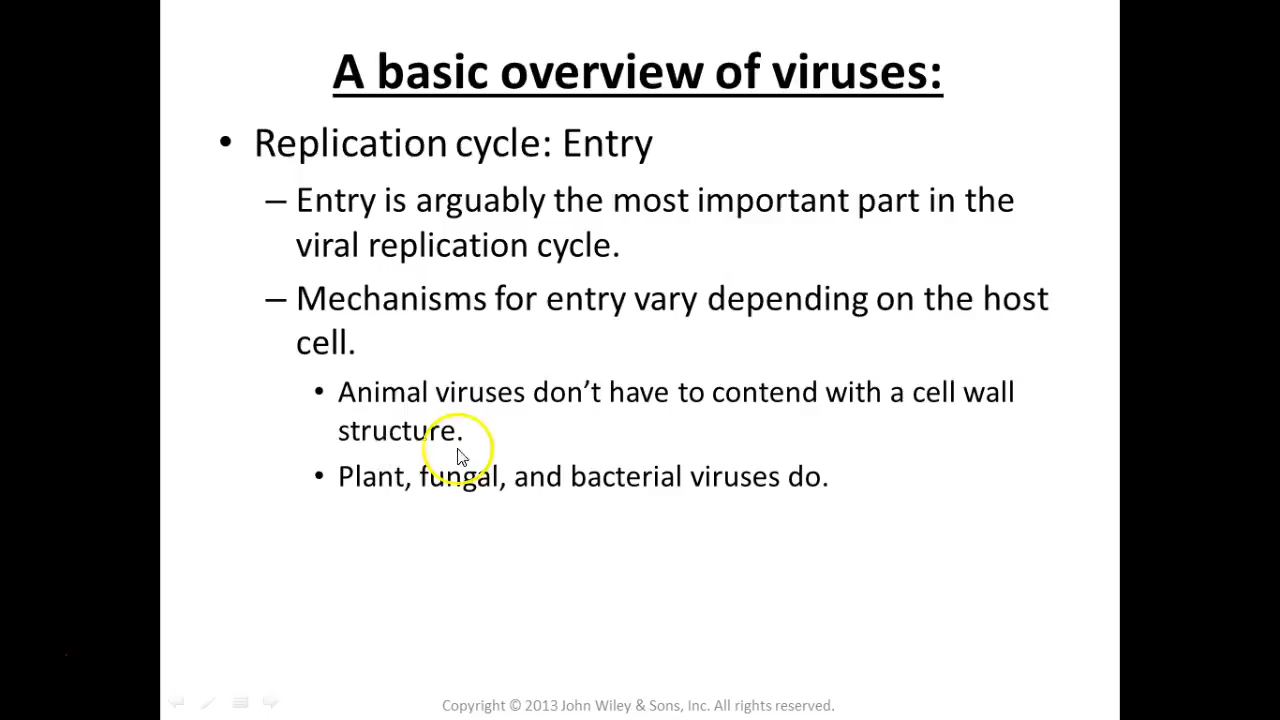 A basic overview of viruses:
• Replication cycle: Entry
– Entry is arguably the most important part in the
viral replication cycle.
– Mechanisms for entry vary depending on the host
cell.
• Animal viruses don’t have to contend with a cell wall
structure.
• Plant, fungal, and bacterial viruses do.
Copyright © 2013 John Wiley & Sons, Inc. All rights reserved.